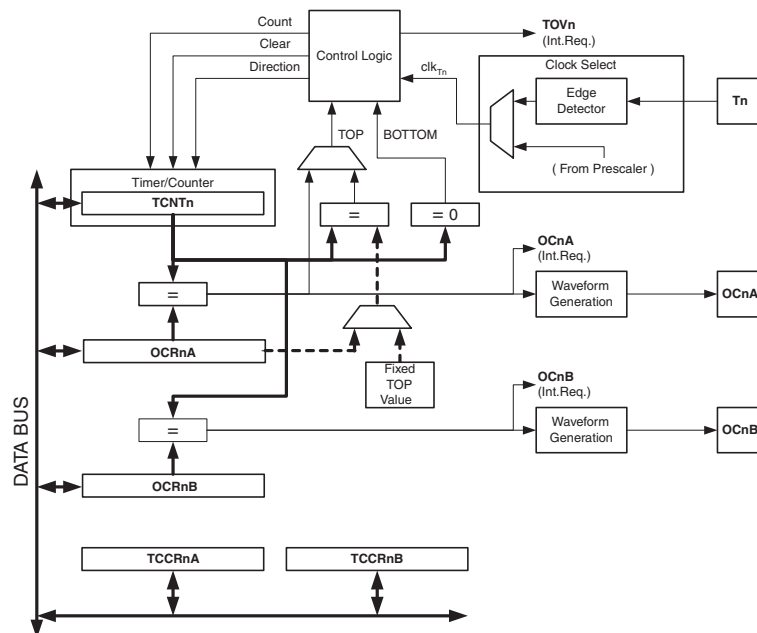 Count
Clear
Direction
Control Logic
TOVn
(Int.Req.)
clkTn
Clock Select
Edge
Detector
Tn
( From Prescaler )
TOP
BOTTOM
Timer/Counter
TCNTn
=
= 0
OCnA
(Int.Req.)
=
Waveform
Generation
OCnA
OCRnA
Fixed
TOP
Value
OCnB
(Int.Req.)
=
Waveform
Generation
OCnB
OCRnB
DATA BUS
TCCRnA
TCCRnB